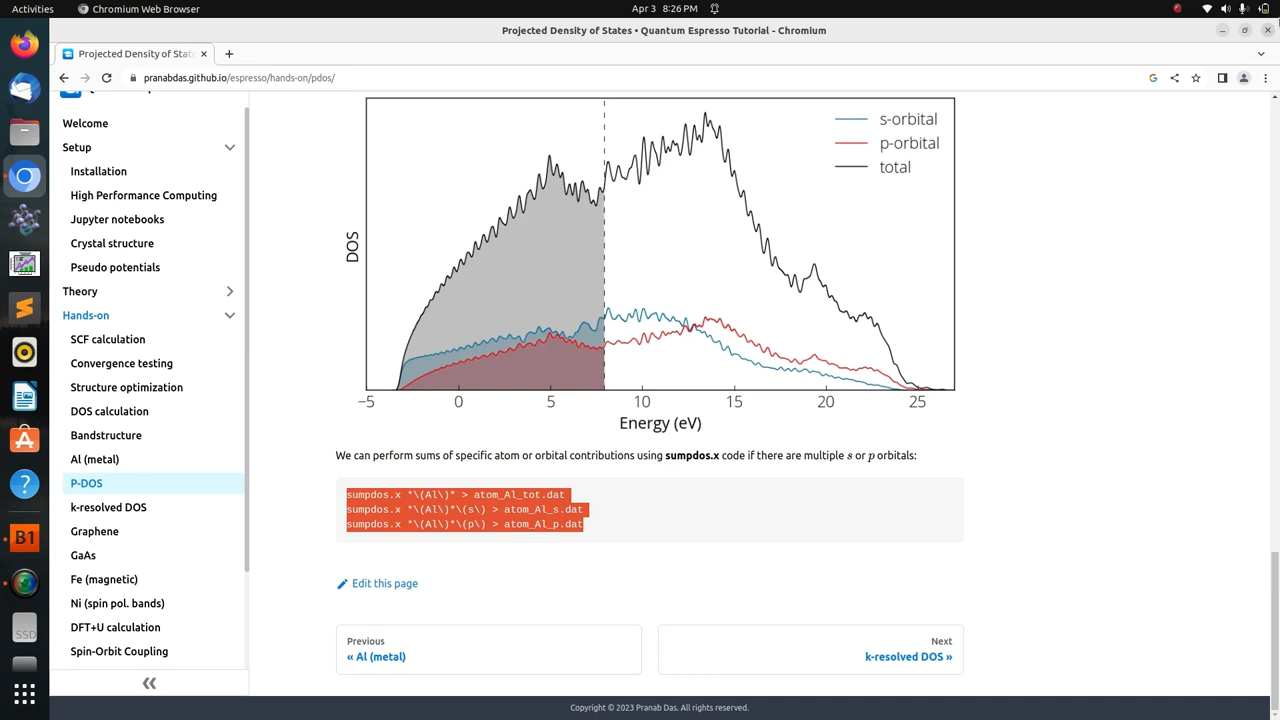 Activities
Chromium Web Browser
Apr 3 8:26 PM
Projected Density of States • Quantum Espresso Tutorial - Chromium
Projected Density of Stat
pranabdas.github.io/espresso/hands-on/pdos/
Welcome
Setup
Installation
High Performance Computing
Jupyter notebooks
Crystal structure
Pseudo potentials
Theory
Hands-on
SCF calculation
Convergence testing
Structure optimization
DOS calculation
Bandstructure
Al (metal)
P-DOS
k-resolved DOS
Graphene
GaAs
Fe (magnetic)
Ni (spin pol. bands)
DFT+U calculation
Spin-Orbit Coupling
s-orbital
p-orbital
total
DOS
−5 0 5 10 15 20 25
Energy (eV)
We can perform sums of specific atom or orbital contributions using sumpdos.x code if there are multiple s or p orbitals:
sumpdos.x *\(Al\)* > atom_Al_tot.dat
sumpdos.x *\(Al\)*\(s\) > atom_Al_s.dat
sumpdos.x *\(Al\)*\(p\) > atom_Al_p.dat
Edit this page
Previous
« Al (metal)
Next
k-resolved DOS »
Copyright © 2023 Pranab Das. All rights reserved.
B1
SSD